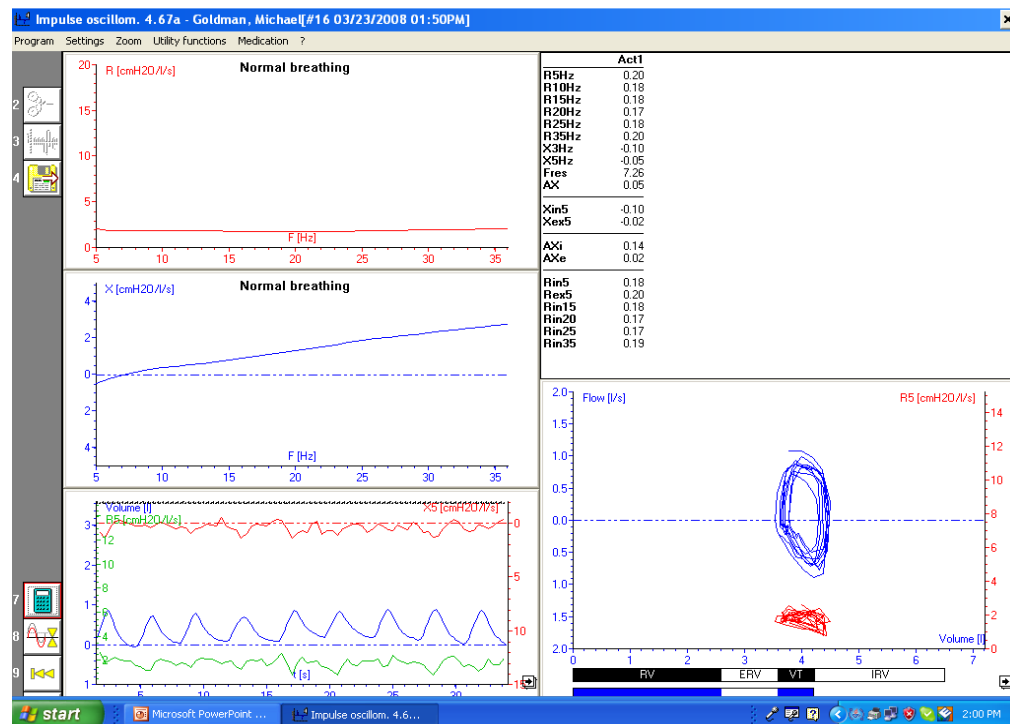 Impulse oscillom. 4.67a - Goldman, Michael[#16 03/23/2008 01:50PM]
Program Settings Zoom Utility functions Medication ?
2
3
4
7
8
9
R [cmH2O/l/s]
Normal breathing
20
15
10
5
0
F [Hz]
5 10 15 20 25 30 35
X [cmH2O/l/s]
Normal breathing
4
2
0
2
4
F [Hz]
5 10 15 20 25 30 35
Volume [l]
R5 [cmH2O/l/s]
X5 [cmH2O/l/s]
3
2
1
0
1
12
10
8
6
4
2
0
-5
-10
-15
t [s]
5 10 15 20 25 30
Act1
R5Hz 0.20
R10Hz 0.18
R15Hz 0.18
R20Hz 0.17
R25Hz 0.18
R35Hz 0.20
X3Hz -0.10
X5Hz -0.05
Fres 7.26
AX 0.05
Xin5 -0.10
Xex5 -0.02
AXi 0.14
AXe 0.02
Rin5 0.18
Rex5 0.20
Rin15 0.18
Rin20 0.17
Rin25 0.17
Rin35 0.19
Flow [l/s]
R5 [cmH2O/l/s]
2.0
1.5
1.0
0.5
0.0
0.5
1.0
1.5
2.0
14
12
10
8
6
4
2
0
Volume [l]
0 1 2 3 4 5 6 7
RV ERV VT IRV
start
Microsoft PowerPoint ...
Impulse oscillom. 4.6...
2:00 PM